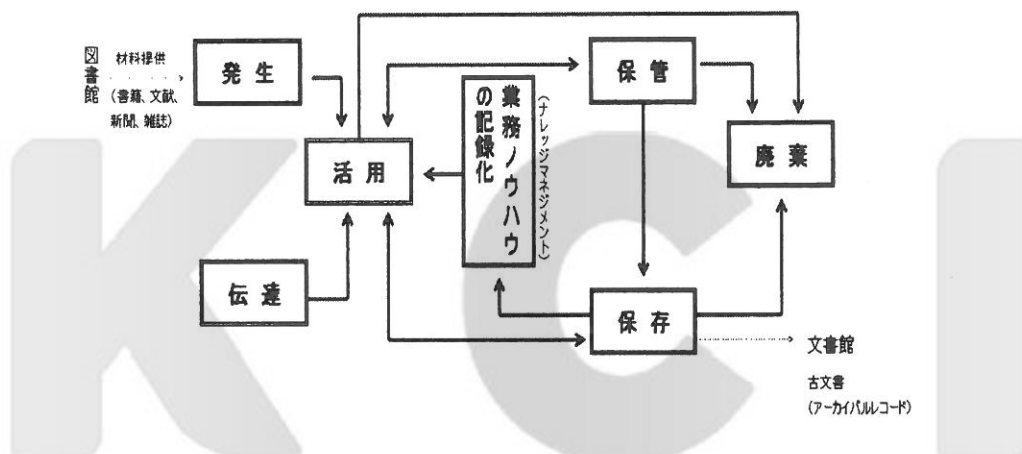 図書館
材料提供
(書籍、文献、
新聞、雑誌)
発生
保管
業務ノウハウ
の記録化
(ナレッジマネジメント)
活用
廃棄
伝達
保存
文書館
古文書
(アーカイバルレコード)
KCI